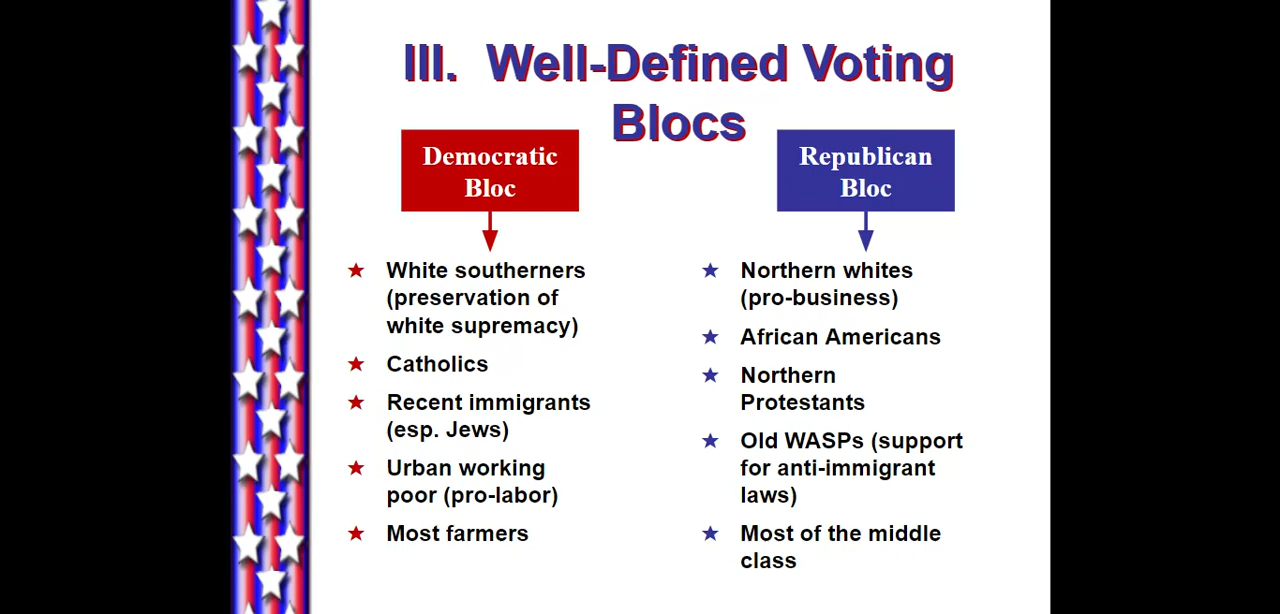 III. Well-Defined Voting
Blocs
Democratic
Bloc
White southerners
(preservation of
white supremacy)
Catholics
Recent immigrants
(esp. Jews)
Urban working
poor (pro-labor)
Most farmers
Republican
Bloc
Northern whites
(pro-business)
African Americans
Northern
Protestants
Old WASPs (support
for anti-immigrant
laws)
Most of the middle
class